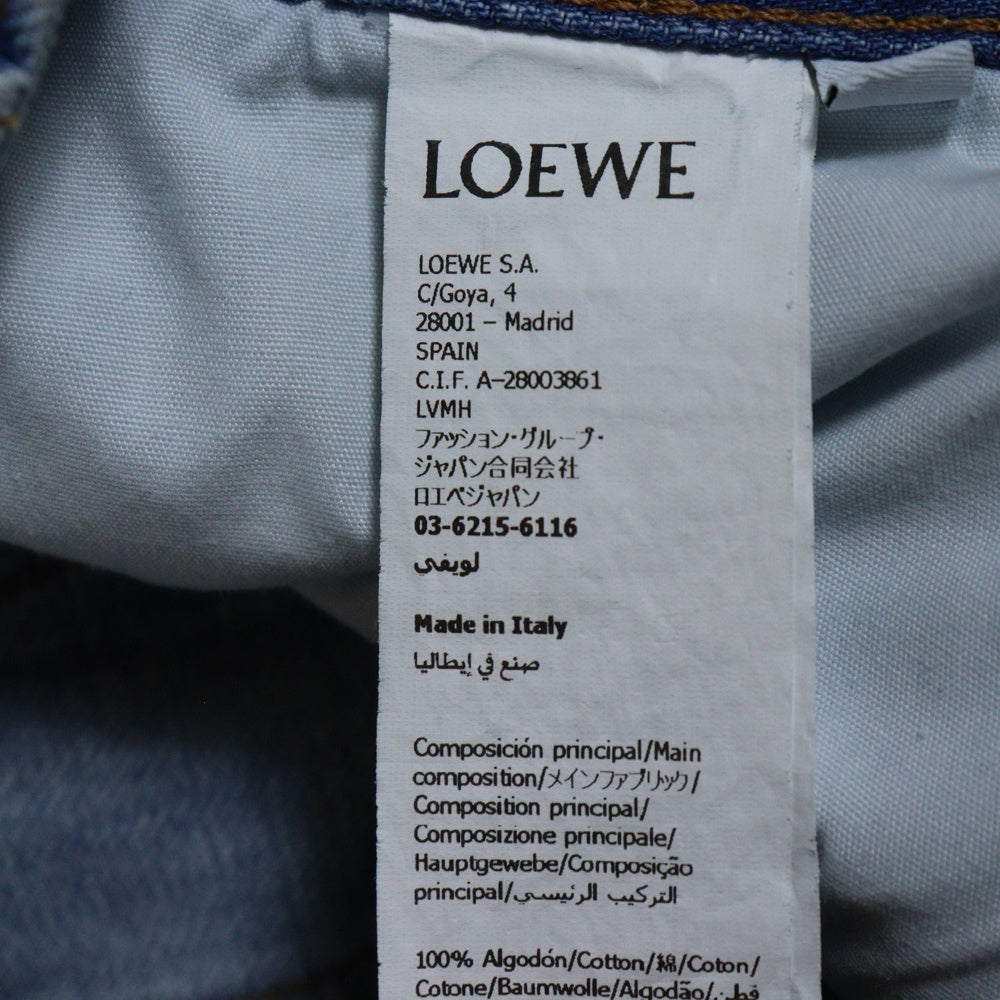 LOEWE
LOEWE S.A.
C/Goya, 4
28001 – Madrid
SPAIN
C.I.F. A–28003861
LVMH
ファッション・グループ・
ジャパン合同会社
ロエベジャパン
03-6215-6116
لويفي
Made in Italy
صنع في إيطاليا
Composición principal/Main
composition/メインファブリック/
Composition principal/
Composizione principale/
Hauptgewebe/Composição
principal/التركيب الرئيسي
100% Algodón/Cotton/綿/Coton/
Cotone/Baumwolle/Algodão/قطن